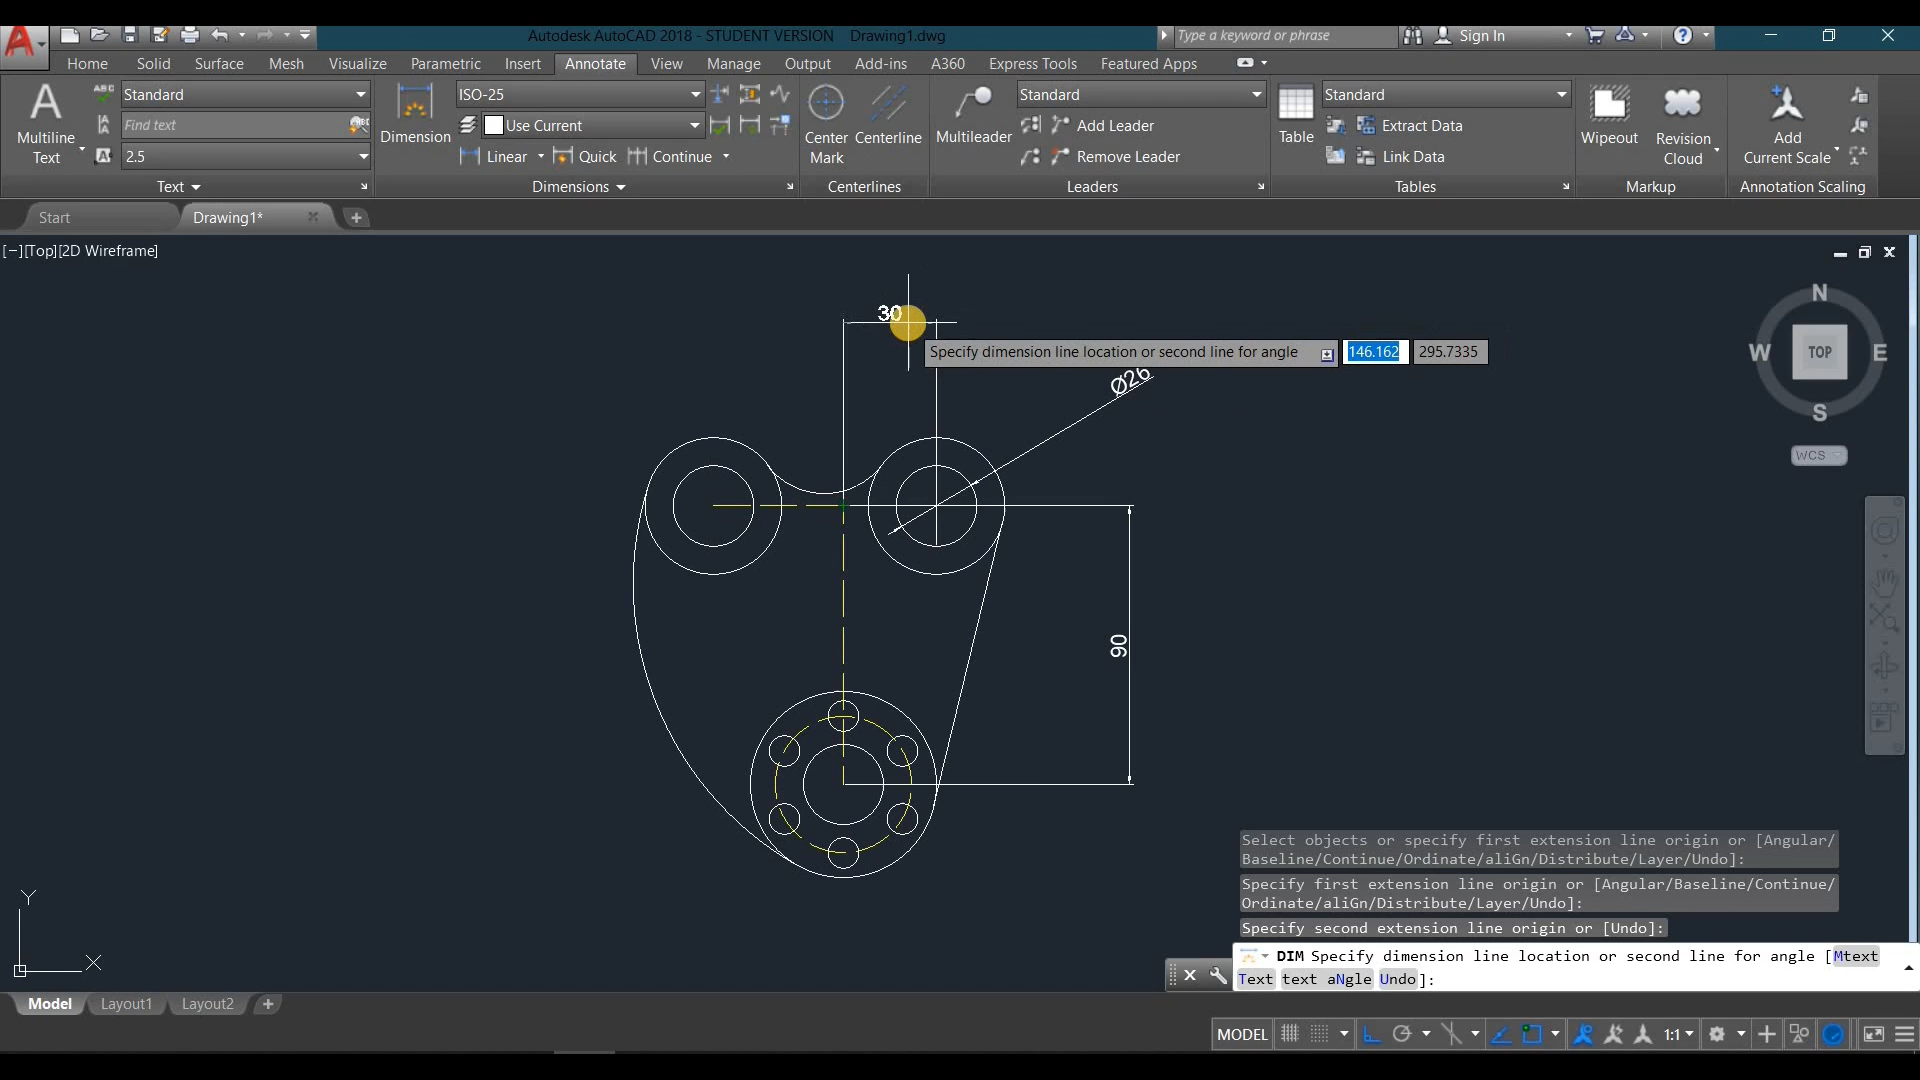 Autodesk AutoCAD 2018 - STUDENT VERSION Drawing1.dwg
Type a keyword or phrase
Sign In
Home Solid Surface Mesh Visualize Parametric Insert Annotate View Manage Output Add-ins A360 Express Tools Featured Apps
Multiline
Text
Standard
Find text
2.5
Text
Dimension
ISO-25
Use Current
Linear Quick Continue
Dimensions
Center
Mark
Centerline
Centerlines
Multileader
Standard
Add Leader
Remove Leader
Leaders
Table
Standard
Extract Data
Link Data
Tables
Wipeout
Revision
Cloud
Markup
Add
Current Scale
Annotation Scaling
Start
Drawing1*
[−][Top][2D Wireframe]
N
W TOP E
S
WCS
30
Specify dimension line location or second line for angle 146.162 295.7335
Ø26
90
Y
X
Select objects or specify first extension line origin or [Angular/
Baseline/Continue/Ordinate/aliGn/Distribute/Layer/Undo]:
Specify first extension line origin or [Angular/Baseline/Continue/
Ordinate/aliGn/Distribute/Layer/Undo]:
Specify second extension line origin or [Undo]:
DIM Specify dimension line location or second line for angle [Mtext
Text text aNgle Undo]:
Model Layout1 Layout2
MODEL
1:1